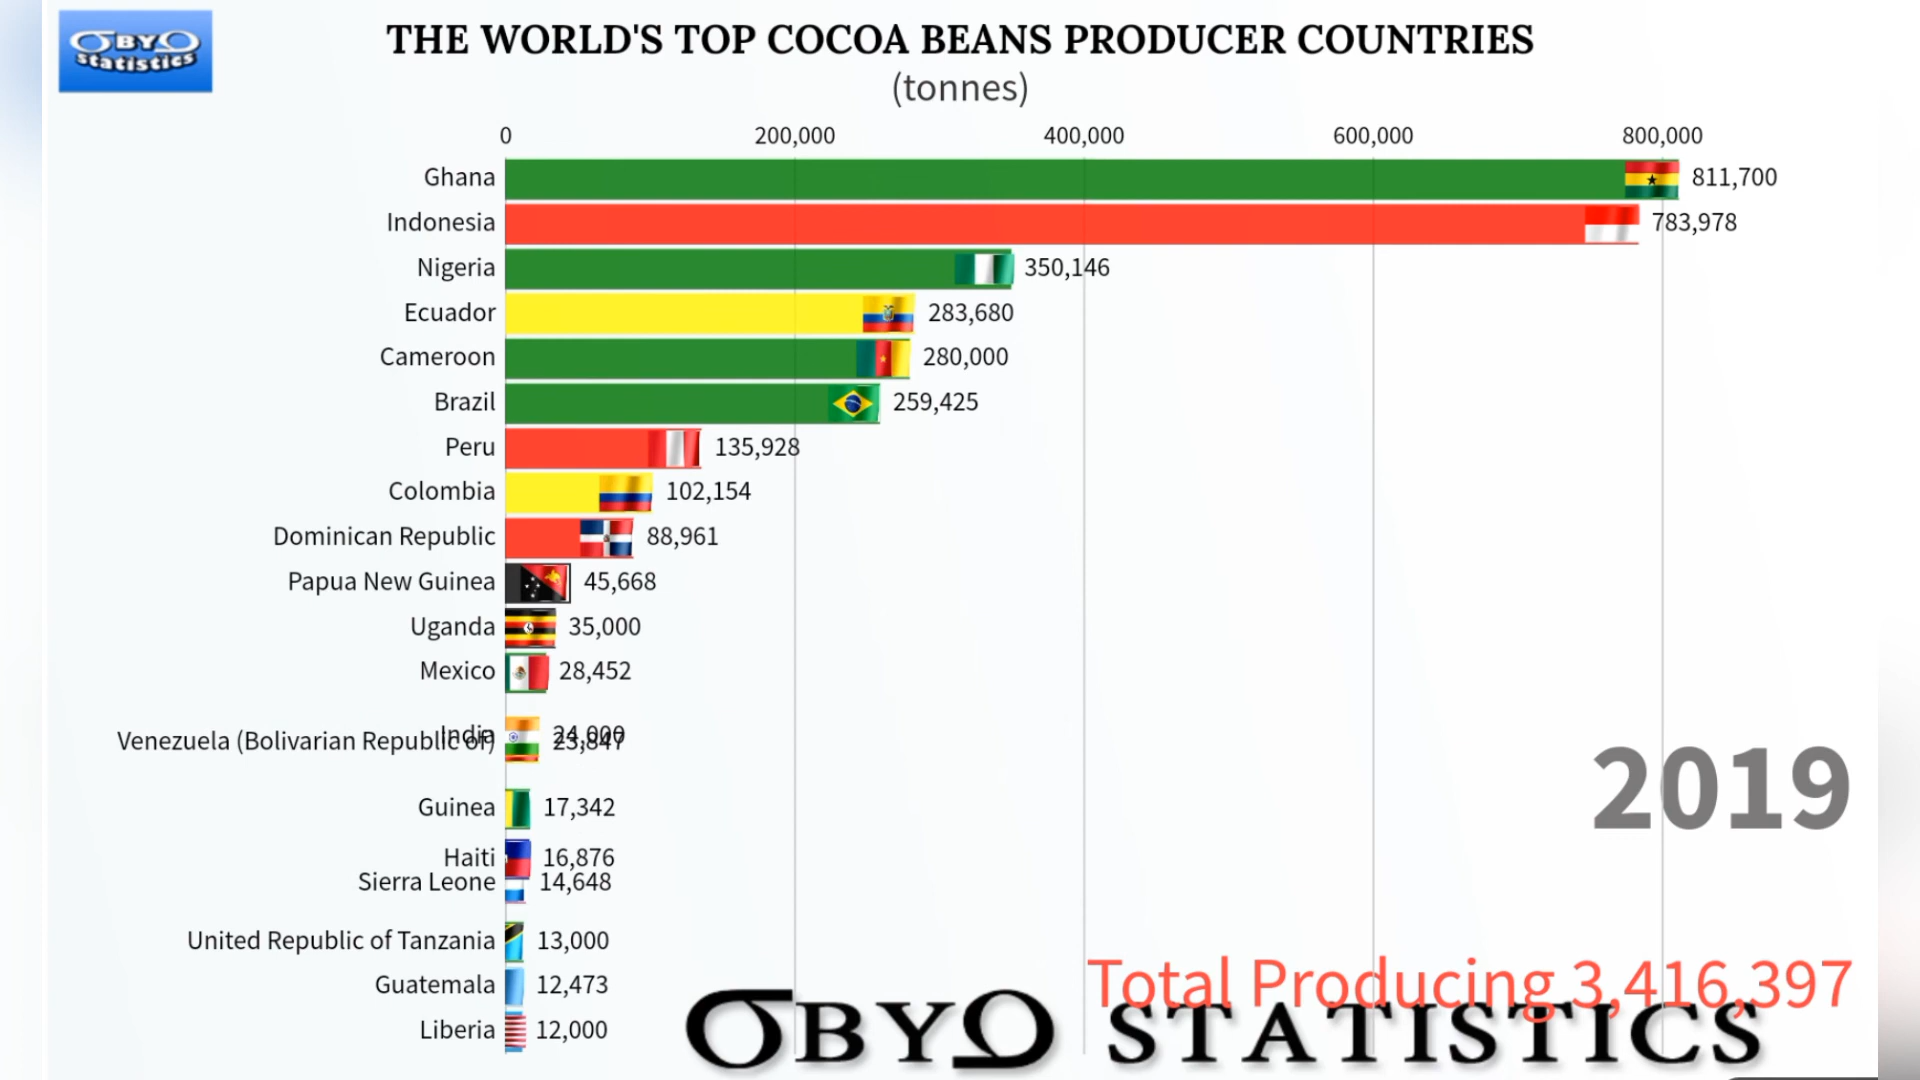 OBYO
statistics
THE WORLD'S TOP COCOA BEANS PRODUCER COUNTRIES
(tonnes)
0 200,000 400,000 600,000 800,000
Ghana 811,700
Indonesia 783,978
Nigeria 350,146
Ecuador 283,680
Cameroon 280,000
Brazil 259,425
Peru 135,928
Colombia 102,154
Dominican Republic 88,961
Papua New Guinea 45,668
Uganda 35,000
Mexico 28,452
India 24,000
Venezuela (Bolivarian Republic of) 23,847
Guinea 17,342
Haiti 16,876
Sierra Leone 14,648
United Republic of Tanzania 13,000
Guatemala 12,473
Liberia 12,000
2019
Total Producing 3,416,397
OBYO STATISTICS